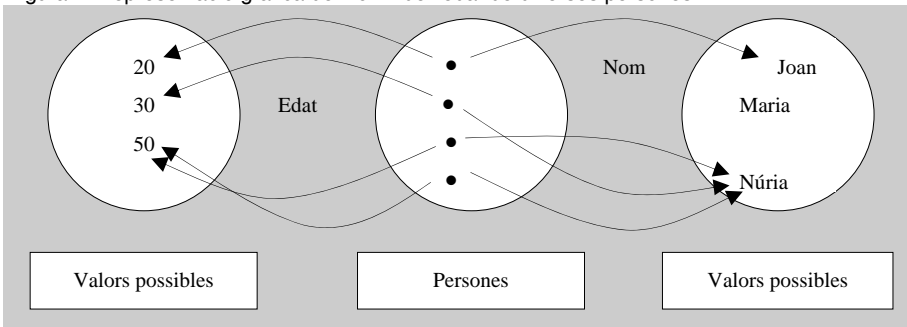 20
Nom
Joan
30
Edat
Maria
50
Núria
Valors possibles
Persones
Valors possibles